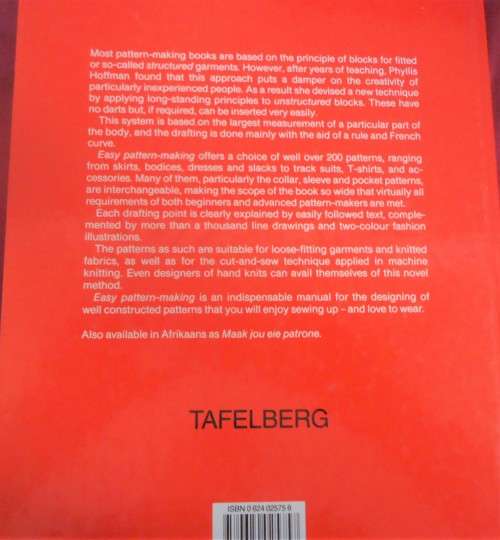 Most pattern-making books are based on the principle of blocks for fitted
or so-called structured garments. However, after years of teaching, Phyllis
Hoffman found that this approach puts a damper on the creativity of
particularly inexperienced people. As a result she devised a new technique
by applying long-standing principles to unstructured blocks. These have
no darts but, if required, can be inserted very easily.
This system is based on the largest measurement of a particular part of
the body, and the drafting is done mainly with the aid of a rule and French
curve.
Easy pattern-making offers a choice of well over 200 patterns, ranging
from skirts, bodices, dresses and slacks to track suits, T-shirts, and ac-
cessories. Many of them, particularly the collar, sleeve and pocket patterns,
are interchangeable, making the scope of the book so wide that virtually all
requirements of both beginners and advanced pattern-makers are met.
Each drafting point is clearly explained by easily followed text, comple-
mented by more than a thousand line drawings and two-colour fashion
illustrations.
The patterns as such are suitable for loose-fitting garments and knitted
fabrics, as well as for the cut-and-sew technique applied in machine
knitting. Even designers of hand knits can avail themselves of this novel
method.
Easy pattern-making is an indispensable manual for the designing of
well constructed patterns that you will enjoy sewing up – and love to wear.
Also available in Afrikaans as Maak jou eie patrone.
TAFELBERG
ISBN 0 624 02575 6